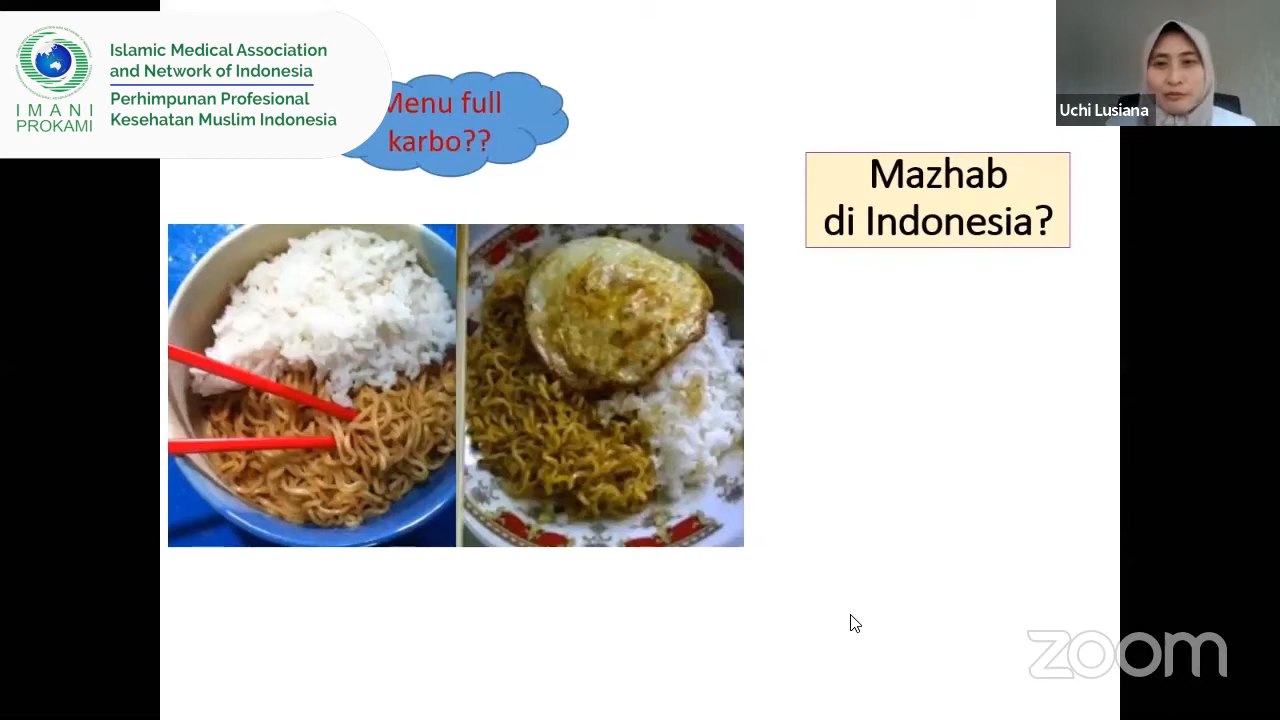 Islamic Medical Association
and Network of Indonesia
Perhimpunan Profesional
Kesehatan Muslim Indonesia
IMANI
PROKAMI
Menu full
karbo??
Uchi Lusiana
Mazhab
di Indonesia?
zoom